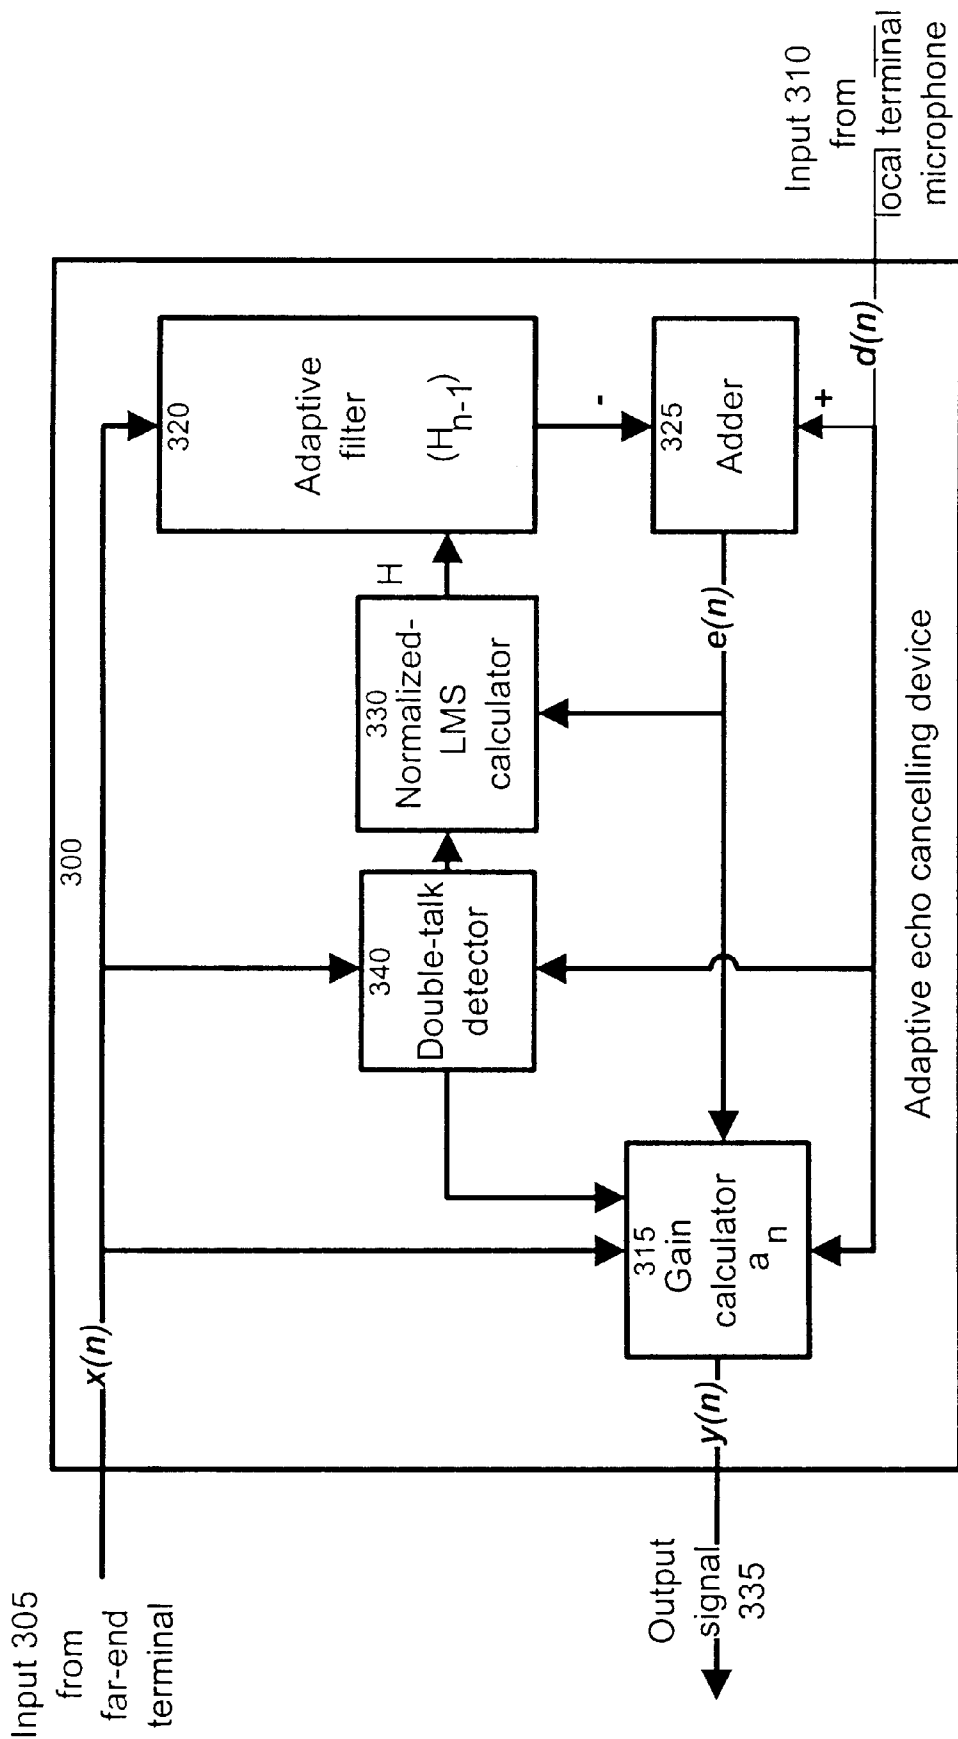 Input 305
from
far-end
terminal
x(n)
300
320
Adaptive
filter
(Hn-1)
H
330
Normalized-
LMS
calculator
340
Double-talk
detector
-
325
Adder
+
e(n)
315
Gain
calculator
an
y(n)
Output
signal
335
d(n)
Input 310
from
local terminal
microphone
Adaptive echo cancelling device